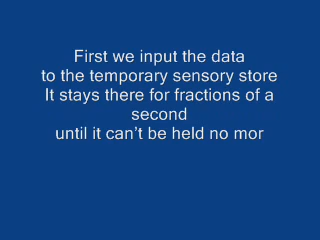 First we input the data
to the temporary sensory store
It stays there for fractions of a
second
until it can't be held no mor